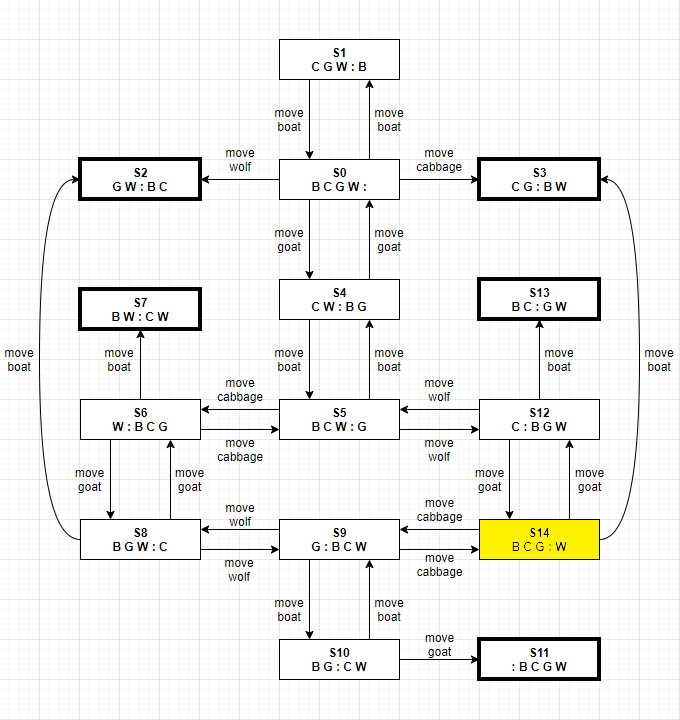 S1
C G W : B
move
boat
move
boat
move
wolf
move
cabbage
S2
G W : B C
S0
B C G W :
S3
C G : B W
move
goat
move
goat
S7
B W : C W
S4
C W : B G
S13
B C : G W
move
boat
move
boat
move
boat
move
boat
move
boat
move
boat
move
cabbage
move
wolf
S6
W : B C G
S5
B C W : G
S12
C : B G W
move
cabbage
move
wolf
move
goat
move
goat
move
goat
move
goat
move
wolf
move
cabbage
S8
B G W : C
S9
G : B C W
S14
B C G : W
move
wolf
move
cabbage
move
boat
move
boat
S10
B G : C W
move
goat
S11
: B C G W